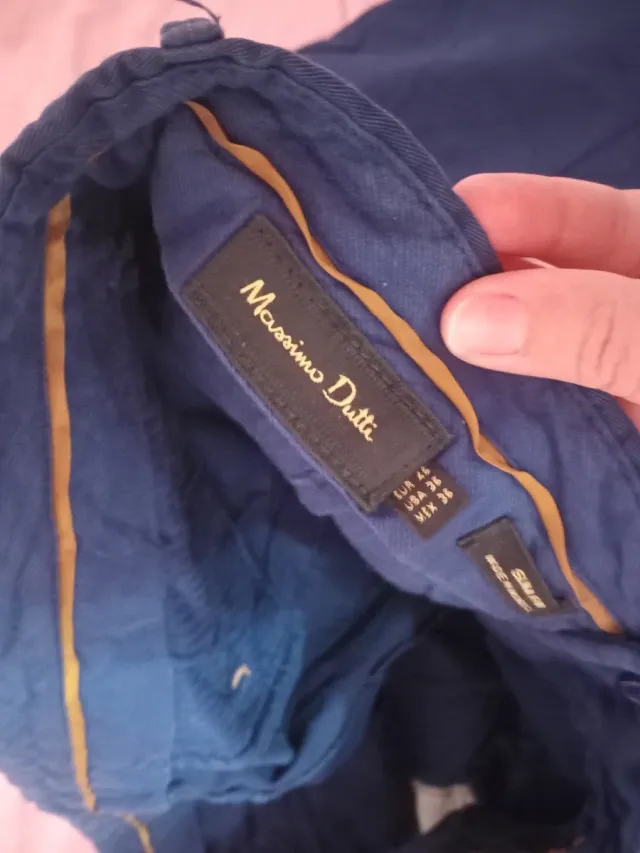 Massimo Dutti
EUR 46
USA 36
MEX 36